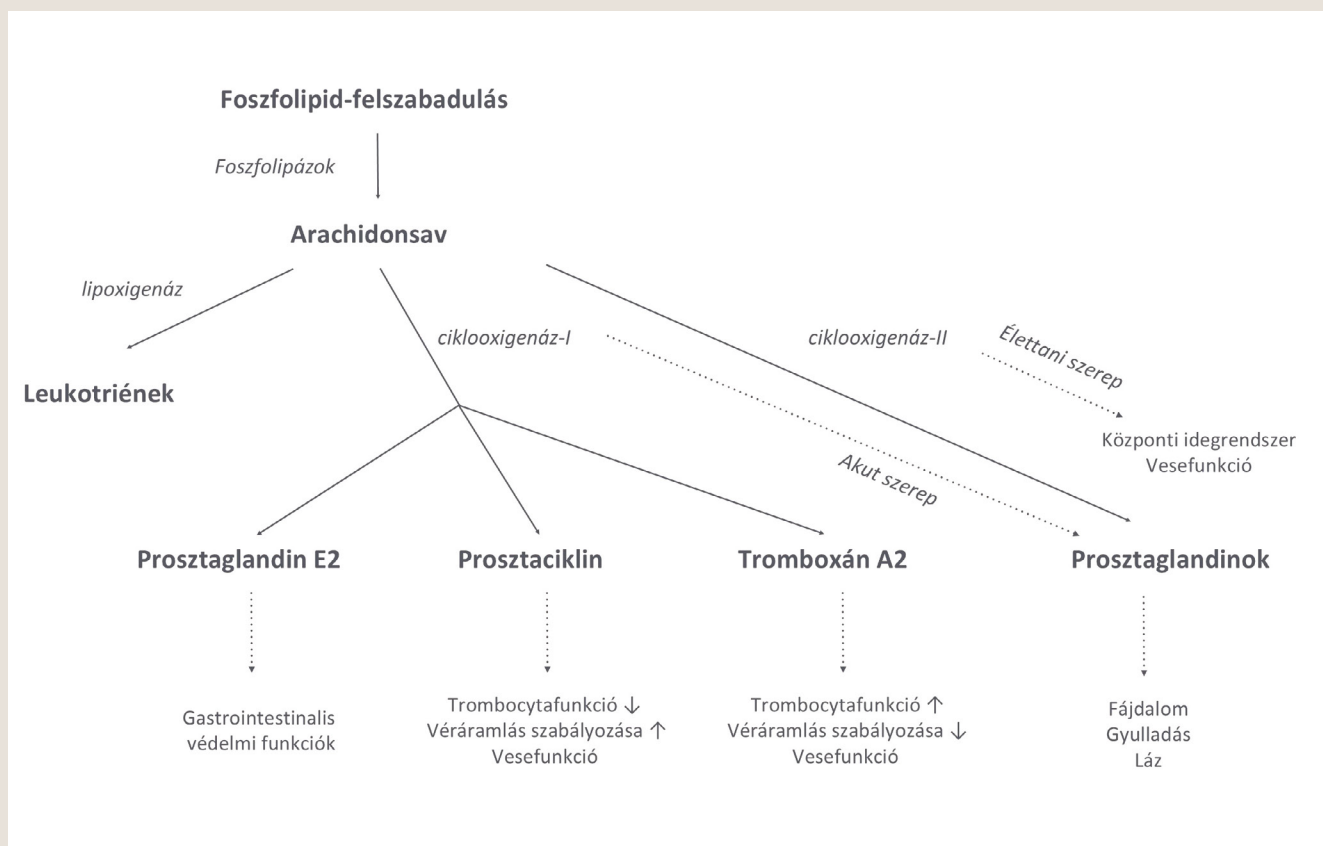 Foszfolipid-felszabadulás
Foszfolipázok
Arachidonsav
lipoxigenáz
ciklooxigenáz-I
ciklooxigenáz-II
Élettani szerep
Leukotriének
Központi idegrendszer
Vesefunkció
Akut szerep
Prosztaglandin E2
Prosztaciklin
Tromboxán A2
Prosztaglandinok
Gastrointestinalis
védelmi funkciók
Trombocytafunkció ↓
Véráramlás szabályozása ↑
Vesefunkció
Trombocytafunkció ↑
Véráramlás szabályozása ↓
Vesefunkció
Fájdalom
Gyulladás
Láz